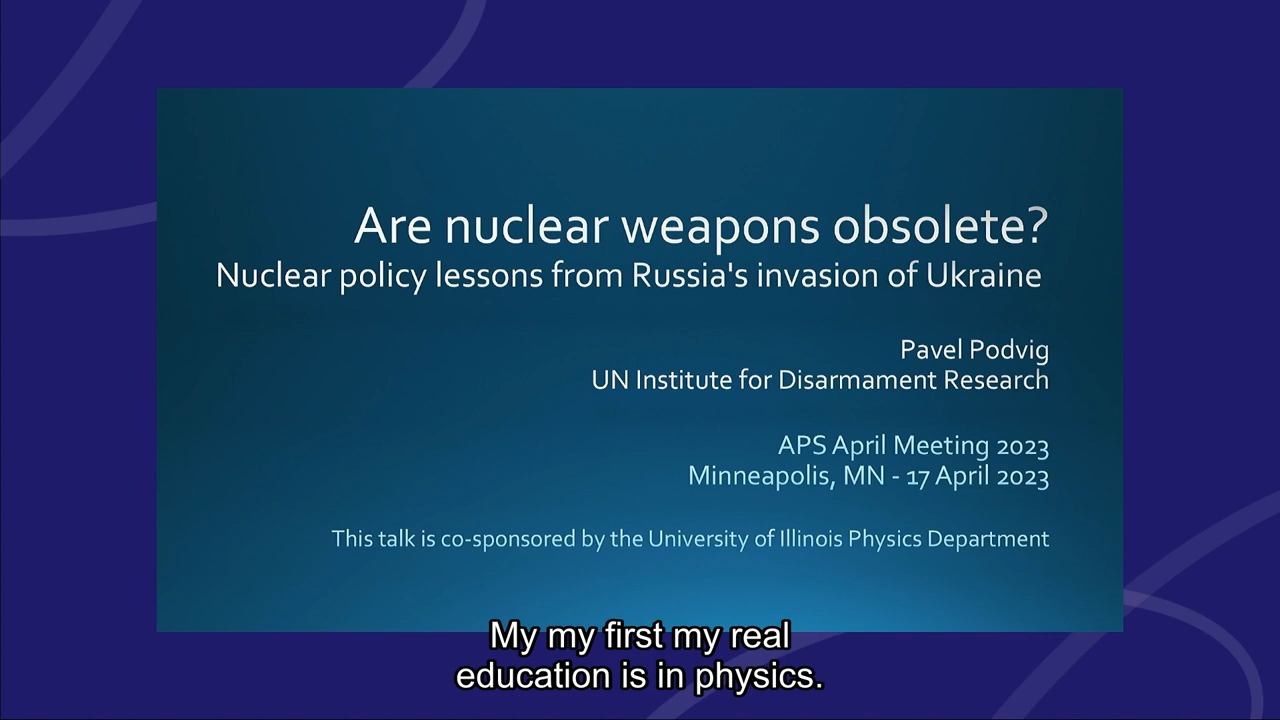 Are nuclear weapons obsolete?
Nuclear policy lessons from Russia's invasion of Ukraine
Pavel Podvig
UN Institute for Disarmament Research
APS April Meeting 2023
Minneapolis, MN - 17 April 2023
This talk is co-sponsored by the University of Illinois Physics Department
My my first my real
education is in physics.